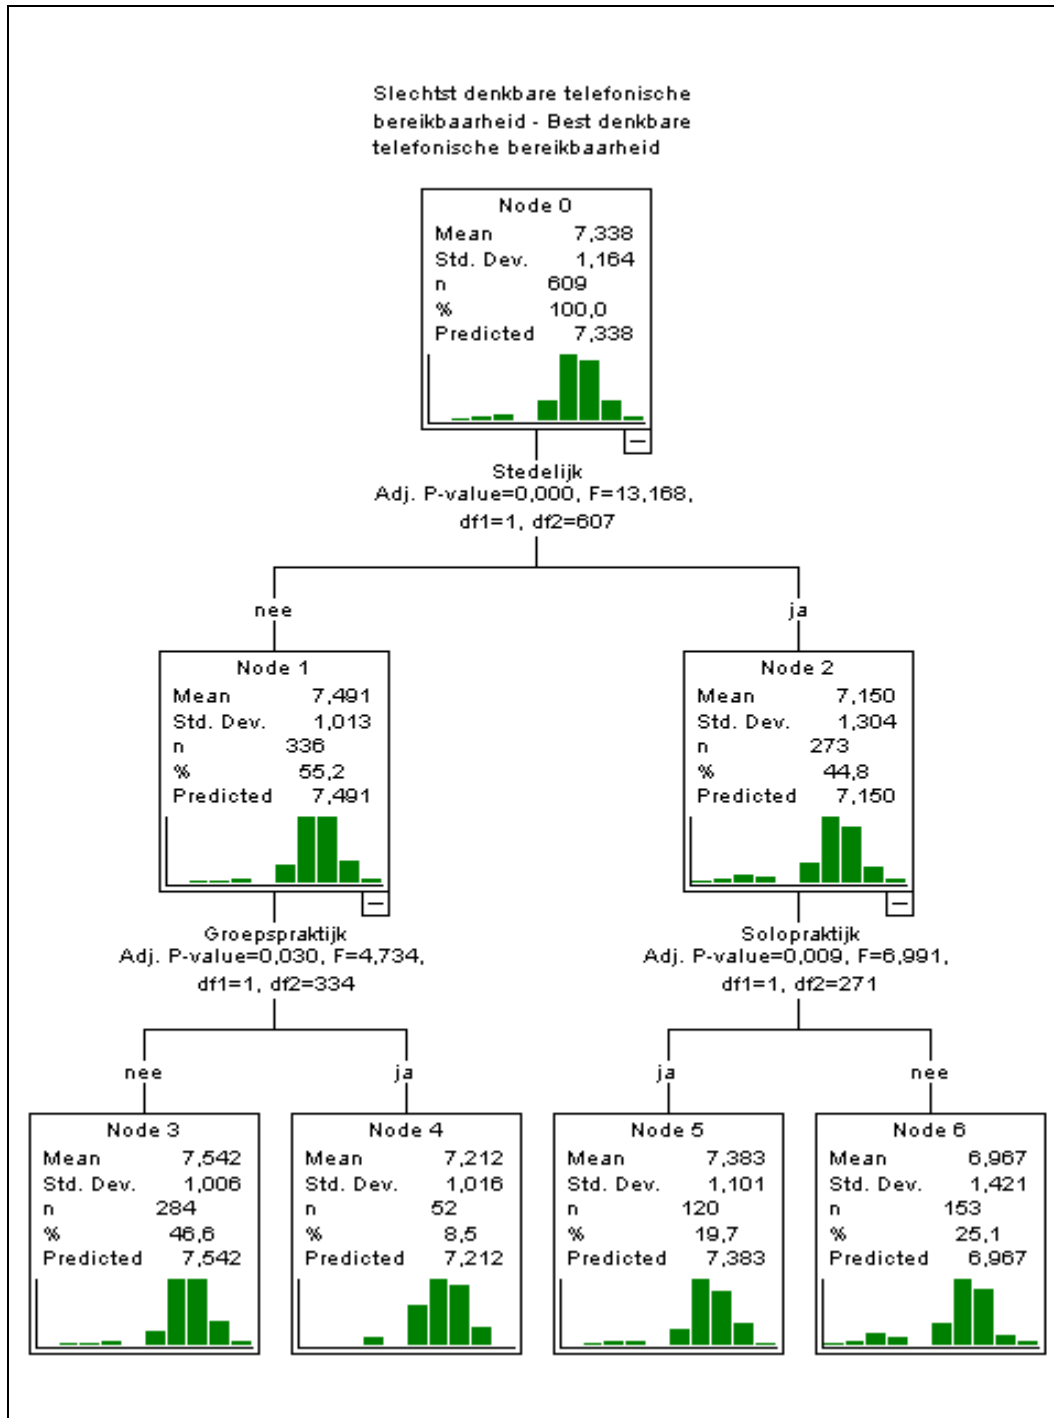 Slechtst denkbare telefonische
bereikbaarheid - Best denkbare
telefonische bereikbaarheid
Node 0
Mean 7,338
Std. Dev. 1,164
n 609
% 100,0
Predicted 7,338
Stedelijk
Adj. P-value=0,000, F=13,168,
df1=1, df2=607
nee
ja
Node 1
Mean 7,491
Std. Dev. 1,013
n 336
% 55,2
Predicted 7,491
Node 2
Mean 7,150
Std. Dev. 1,304
n 273
% 44,8
Predicted 7,150
Groepspraktijk
Adj. P-value=0,030, F=4,734,
df1=1, df2=334
Solopraktijk
Adj. P-value=0,009, F=6,991,
df1=1, df2=271
nee
ja
ja
nee
Node 3
Mean 7,542
Std. Dev. 1,006
n 284
% 46,6
Predicted 7,542
Node 4
Mean 7,212
Std. Dev. 1,016
n 52
% 8,5
Predicted 7,212
Node 5
Mean 7,383
Std. Dev. 1,101
n 120
% 19,7
Predicted 7,383
Node 6
Mean 6,967
Std. Dev. 1,421
n 153
% 25,1
Predicted 6,967